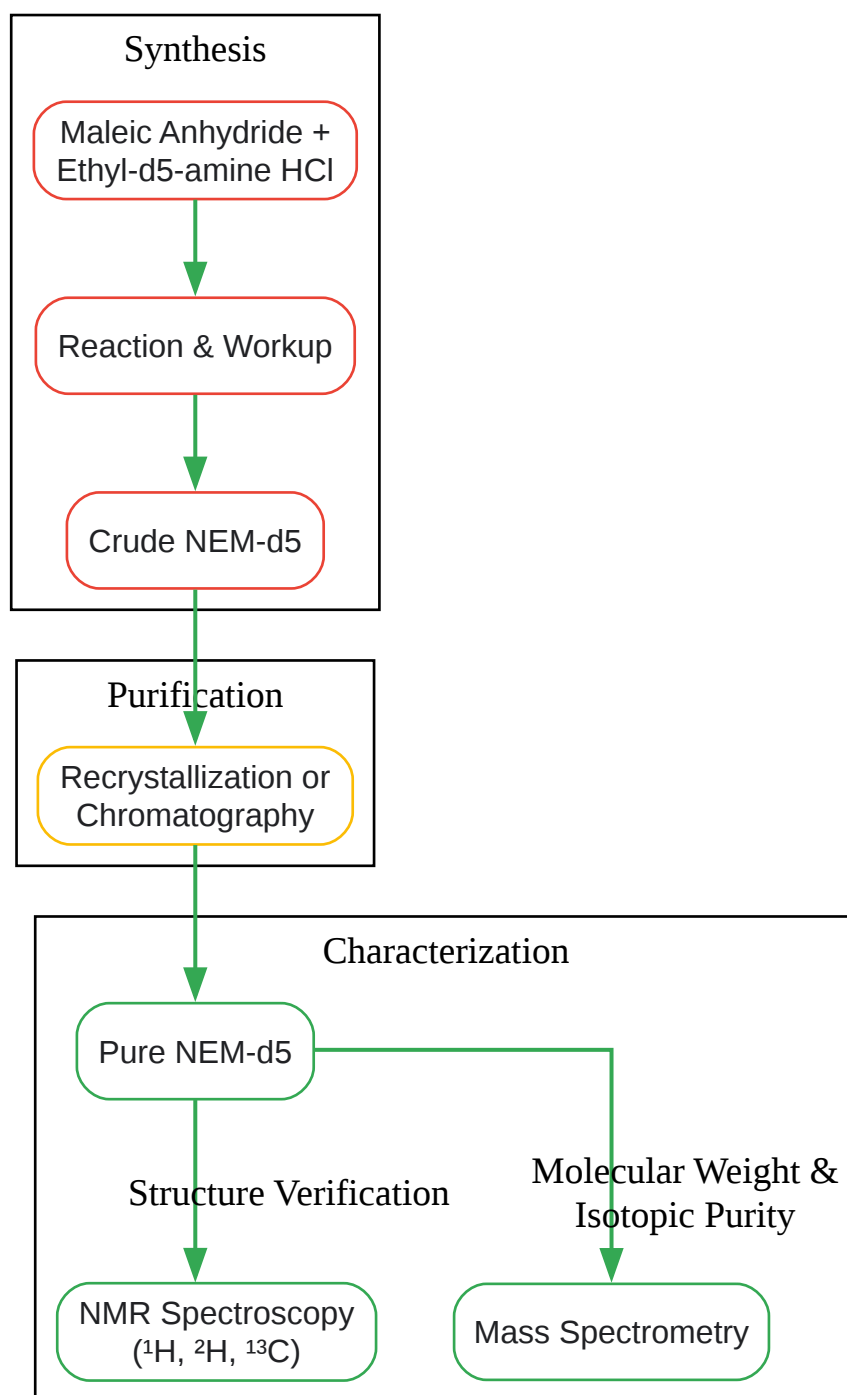 Synthesis
Maleic Anhydride +
Ethyl-d5-amine HCl
Reaction & Workup
Crude NEM-d5
Purification
Recrystallization or
Chromatography
Characterization
Pure NEM-d5
Structure Verification
Molecular Weight &
Isotopic Purity
NMR Spectroscopy
(¹H, ²H, ¹³C)
Mass Spectrometry